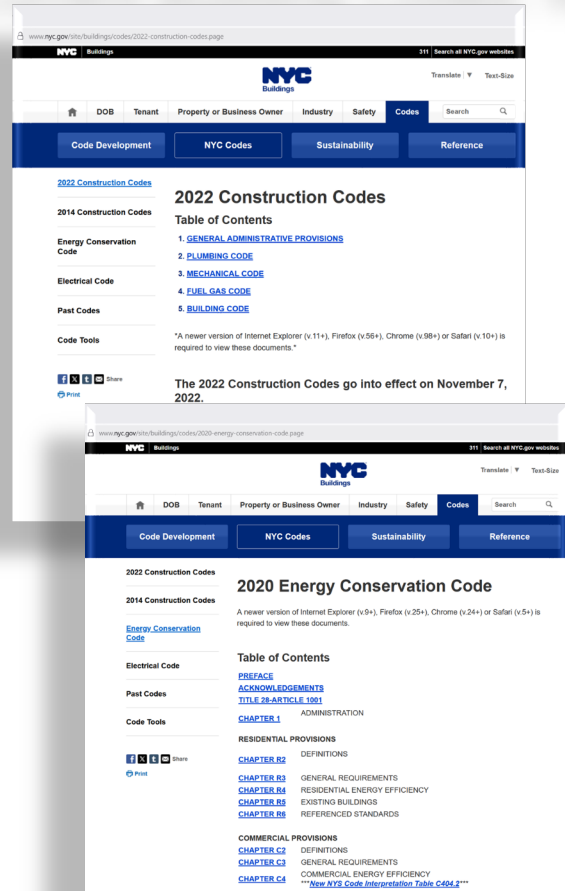 www.nyc.gov/site/buildings/codes/2022-construction-codes.page
NYC Buildings 311 Search all NYC.gov websites
NYC
Buildings
Translate ▼ Text-Size
DOB Tenant Property or Business Owner Industry Safety Codes Search
Code Development NYC Codes Sustainability Reference
2022 Construction Codes
2014 Construction Codes
Energy Conservation
Code
Electrical Code
Past Codes
Code Tools
Share
Print
2022 Construction Codes
Table of Contents
1. GENERAL ADMINISTRATIVE PROVISIONS
2. PLUMBING CODE
3. MECHANICAL CODE
4. FUEL GAS CODE
5. BUILDING CODE
"A newer version of Internet Explorer (v.11+), Firefox (v.56+), Chrome (v.98+) or Safari (v.10+) is
required to view these documents."
The 2022 Construction Codes go into effect on November 7,
2022.
www.nyc.gov/site/buildings/codes/2020-energy-conservation-code.page
NYC Buildings 311 Search all NYC.gov websites
NYC
Buildings
Translate ▼ Text-Size
DOB Tenant Property or Business Owner Industry Safety Codes Search
Code Development NYC Codes Sustainability Reference
2022 Construction Codes
2014 Construction Codes
Energy Conservation
Code
Electrical Code
Past Codes
Code Tools
Share
Print
2020 Energy Conservation Code
A newer version of Internet Explorer (v.9+), Firefox (v.25+), Chrome (v.24+) or Safari (v.5+) is
required to view these documents.
Table of Contents
PREFACE
ACKNOWLEDGEMENTS
TITLE 28-ARTICLE 1001
CHAPTER 1 ADMINISTRATION
RESIDENTIAL PROVISIONS
CHAPTER R2 DEFINITIONS
CHAPTER R3 GENERAL REQUIREMENTS
CHAPTER R4 RESIDENTIAL ENERGY EFFICIENCY
CHAPTER R5 EXISTING BUILDINGS
CHAPTER R6 REFERENCED STANDARDS
COMMERCIAL PROVISIONS
CHAPTER C2 DEFINITIONS
CHAPTER C3 GENERAL REQUIREMENTS
CHAPTER C4 COMMERCIAL ENERGY EFFICIENCY
***New NYS Code Interpretation Table C404.2***